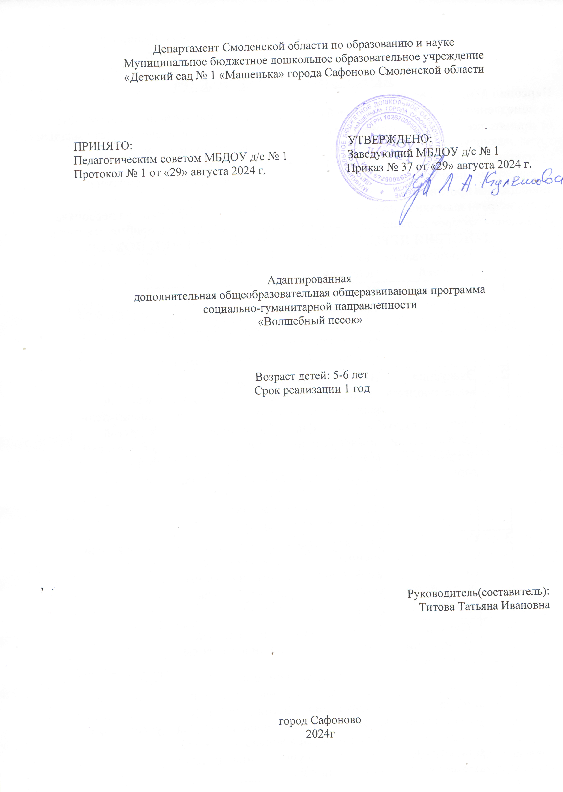 Департамент Смоленской области по образованию и науке
Муниципальное бюджетное дошкольное образовательное учреждение
«Детский сад № 1 «Машенька» города Сафоново Смоленской области
ПРИНЯТО:
Педагогическим советом МБДОУ д/с № 1
Протокол № 1 от «29» августа 2024 г.
УТВЕРЖДЕНО:
Заведующий МБДОУ д/с № 1
Приказ № 37 от «29» августа 2024 г.
Л. А. Кулешова
Адаптированная
дополнительная общеобразовательная общеразвивающая программа
социально-гуманитарной направленности
«Волшебный песок»
Возраст детей: 5-6 лет
Срок реализации 1 год
Руководитель(составитель):
Титова Татьяна Ивановна
город Сафоново
2024г